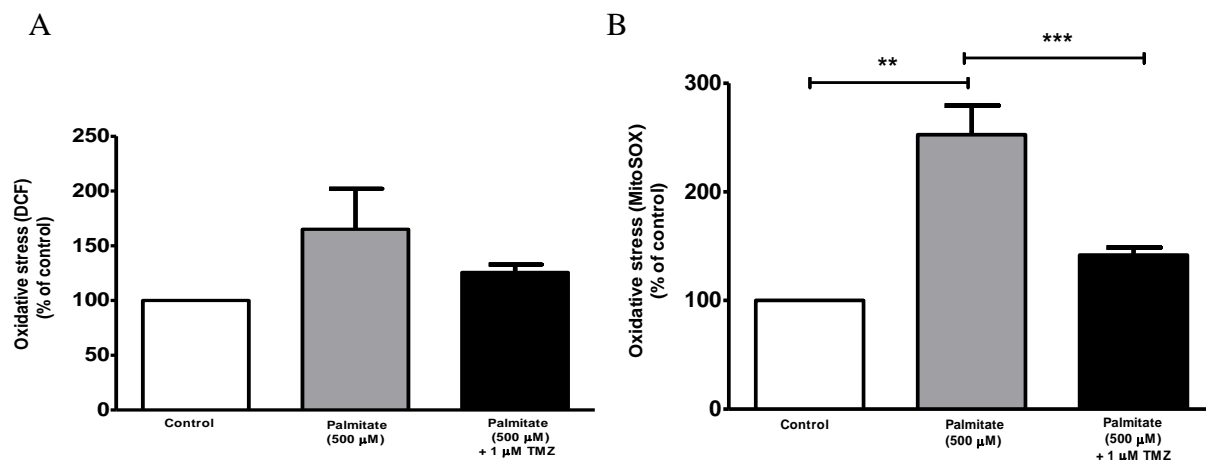 A
Oxidative stress (DCF)
(% of control)
250
200
150
100
50
0
Control
Palmitate
(500 μM)
Palmitate
(500 μM)
+ 1 μM TMZ
B
**
***
Oxidative stress (MitoSOX)
(% of control)
300
200
100
0
Control
Palmitate
(500 μM)
Palmitate
(500 μM)
+ 1 μM TMZ